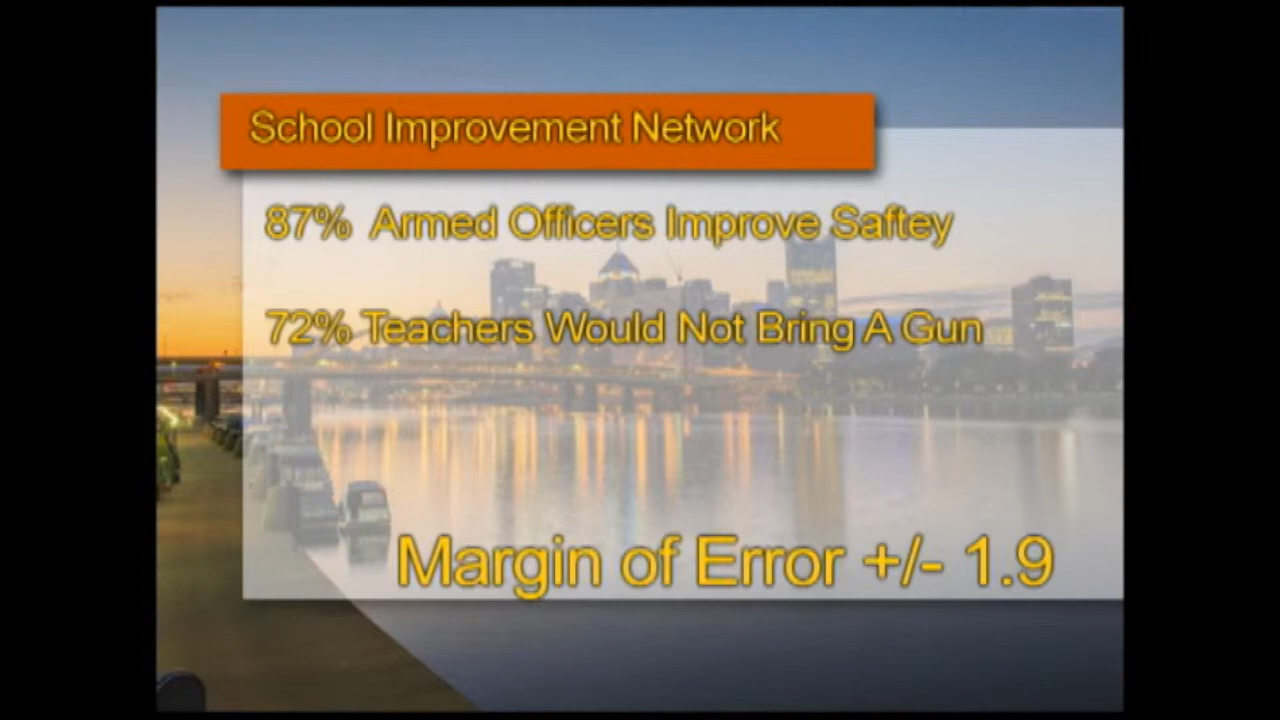 School Improvement Network
87% Armed Officers Improve Saftey
72% Teachers Would Not Bring A Gun
Margin of Error +/- 1.9